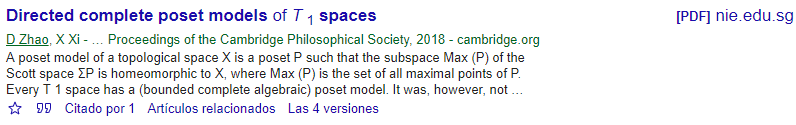 Directed complete poset models of T 1 spaces [PDF] nie.edu.sg
D Zhao, X Xi - ... Proceedings of the Cambridge Philosophical Society, 2018 - cambridge.org
A poset model of a topological space X is a poset P such that the subspace Max (P) of the
Scott space ΣP is homeomorphic to X, where Max (P) is the set of all maximal points of P.
Every T 1 space has a (bounded complete algebraic) poset model. It was, however, not ...
Citado por 1 Artículos relacionados Las 4 versiones